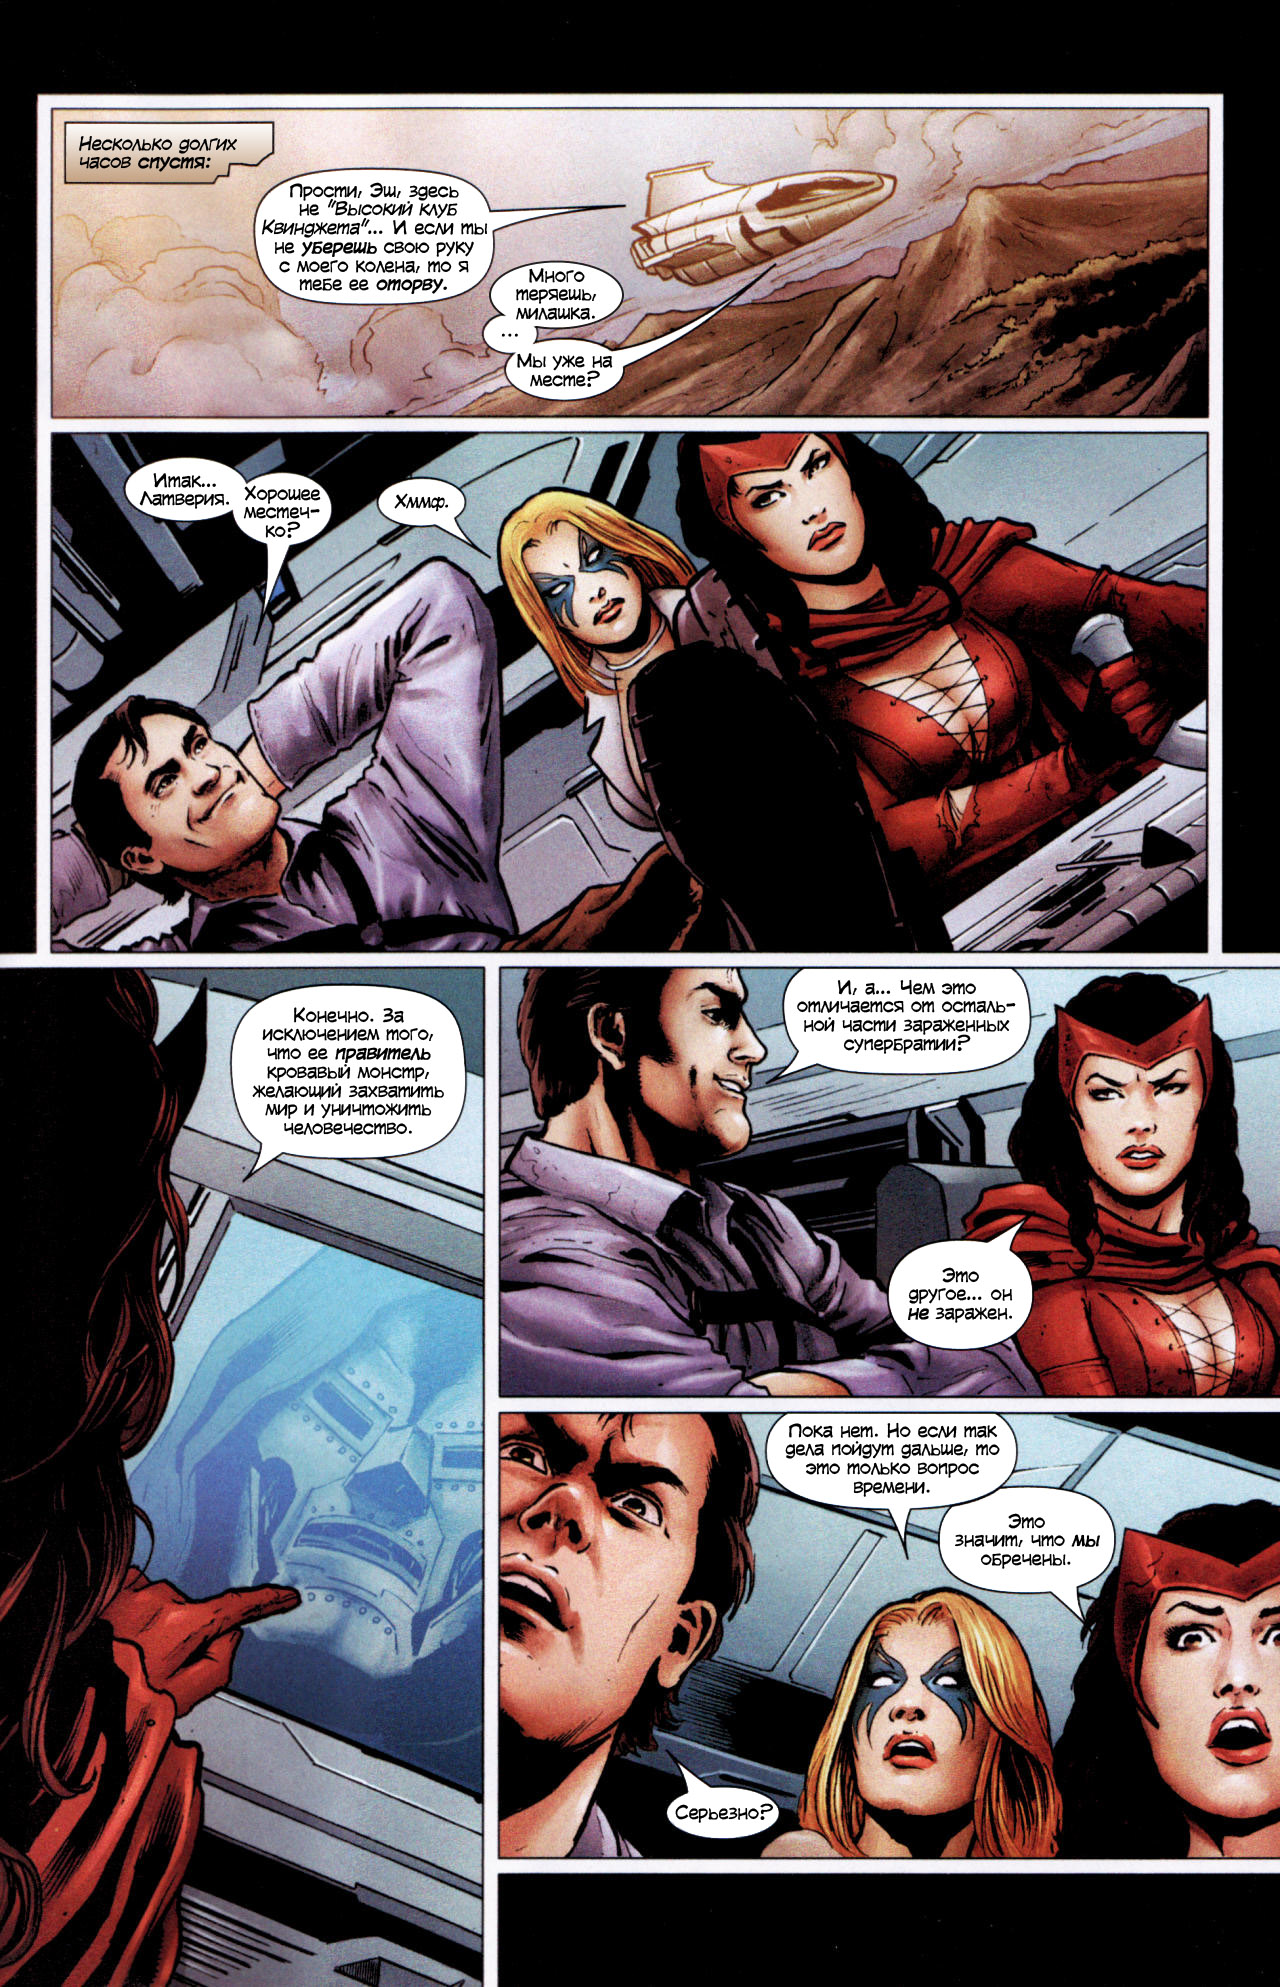 Несколько долгих
часов спустя:
Прости, Эш, здесь
не "Высокий клуб
Квинджета"... И если ты
не уберешь свою руку
с моего колена, то я
тебе ее оторву.
Много
теряешь,
милашка.
...
Мы уже на
месте?
Итак...
Латверия.
Хорошее
местеч-
ко?
Хммф.
Конечно. За
исключением того,
что ее правитель
кровавый монстр,
желающий захватить
мир и уничтожить
человечество.
И, а... Чем это
отличается от осталь-
ной части зараженных
супербратии?
Это
другое... он
не заражен.
Пока нет. Но если так
дела пойдут дальше, то
это только вопрос
времени.
Это
значит, что мы
обречены.
Серьезно?